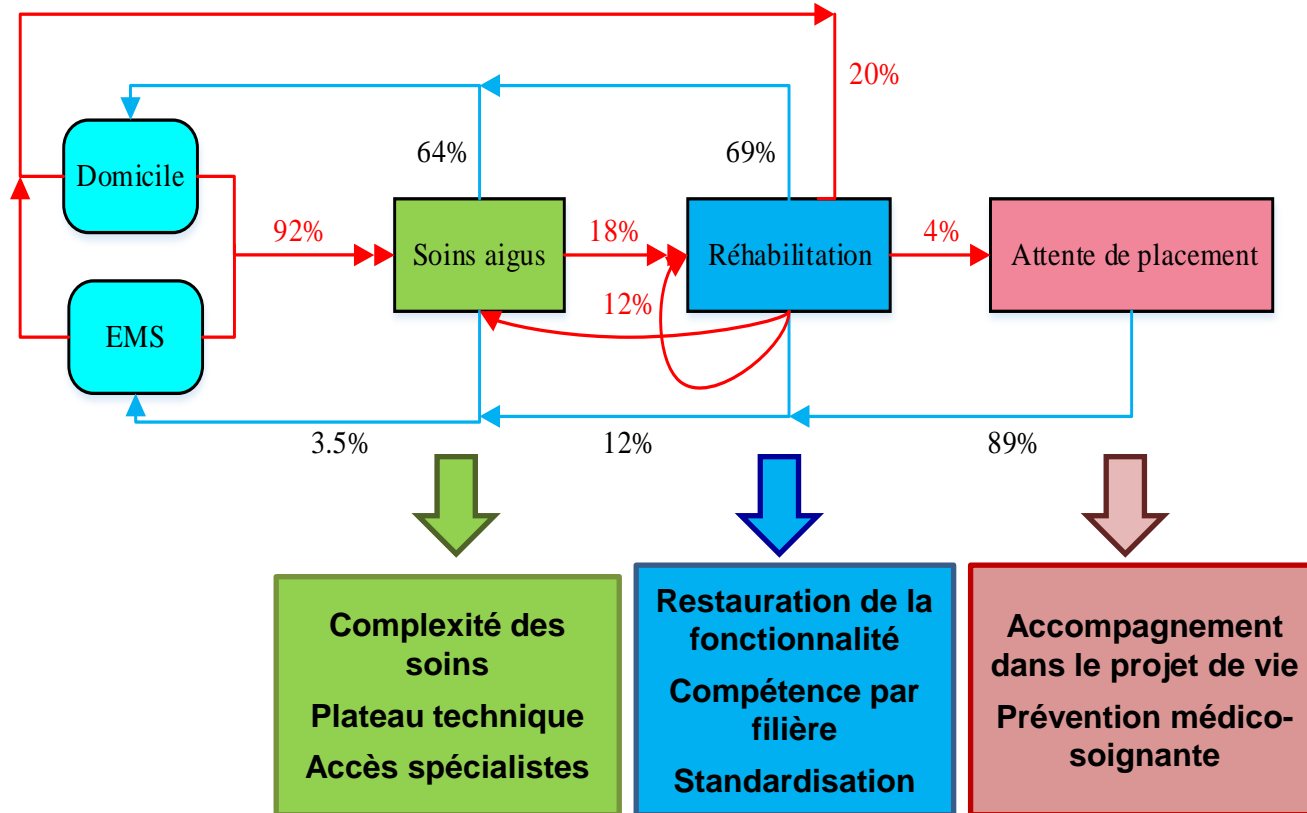 20%
64%
69%
Domicile
92%
Soins aigus
18%
Réhabilitation
4%
Attente de placement
12%
EMS
3.5%
12%
89%
Complexité des
soins
Plateau technique
Accès spécialistes
Restauration de la
fonctionnalité
Compétence par
filière
Standardisation
Accompagnement
dans le projet de vie
Prévention médico-
soignante